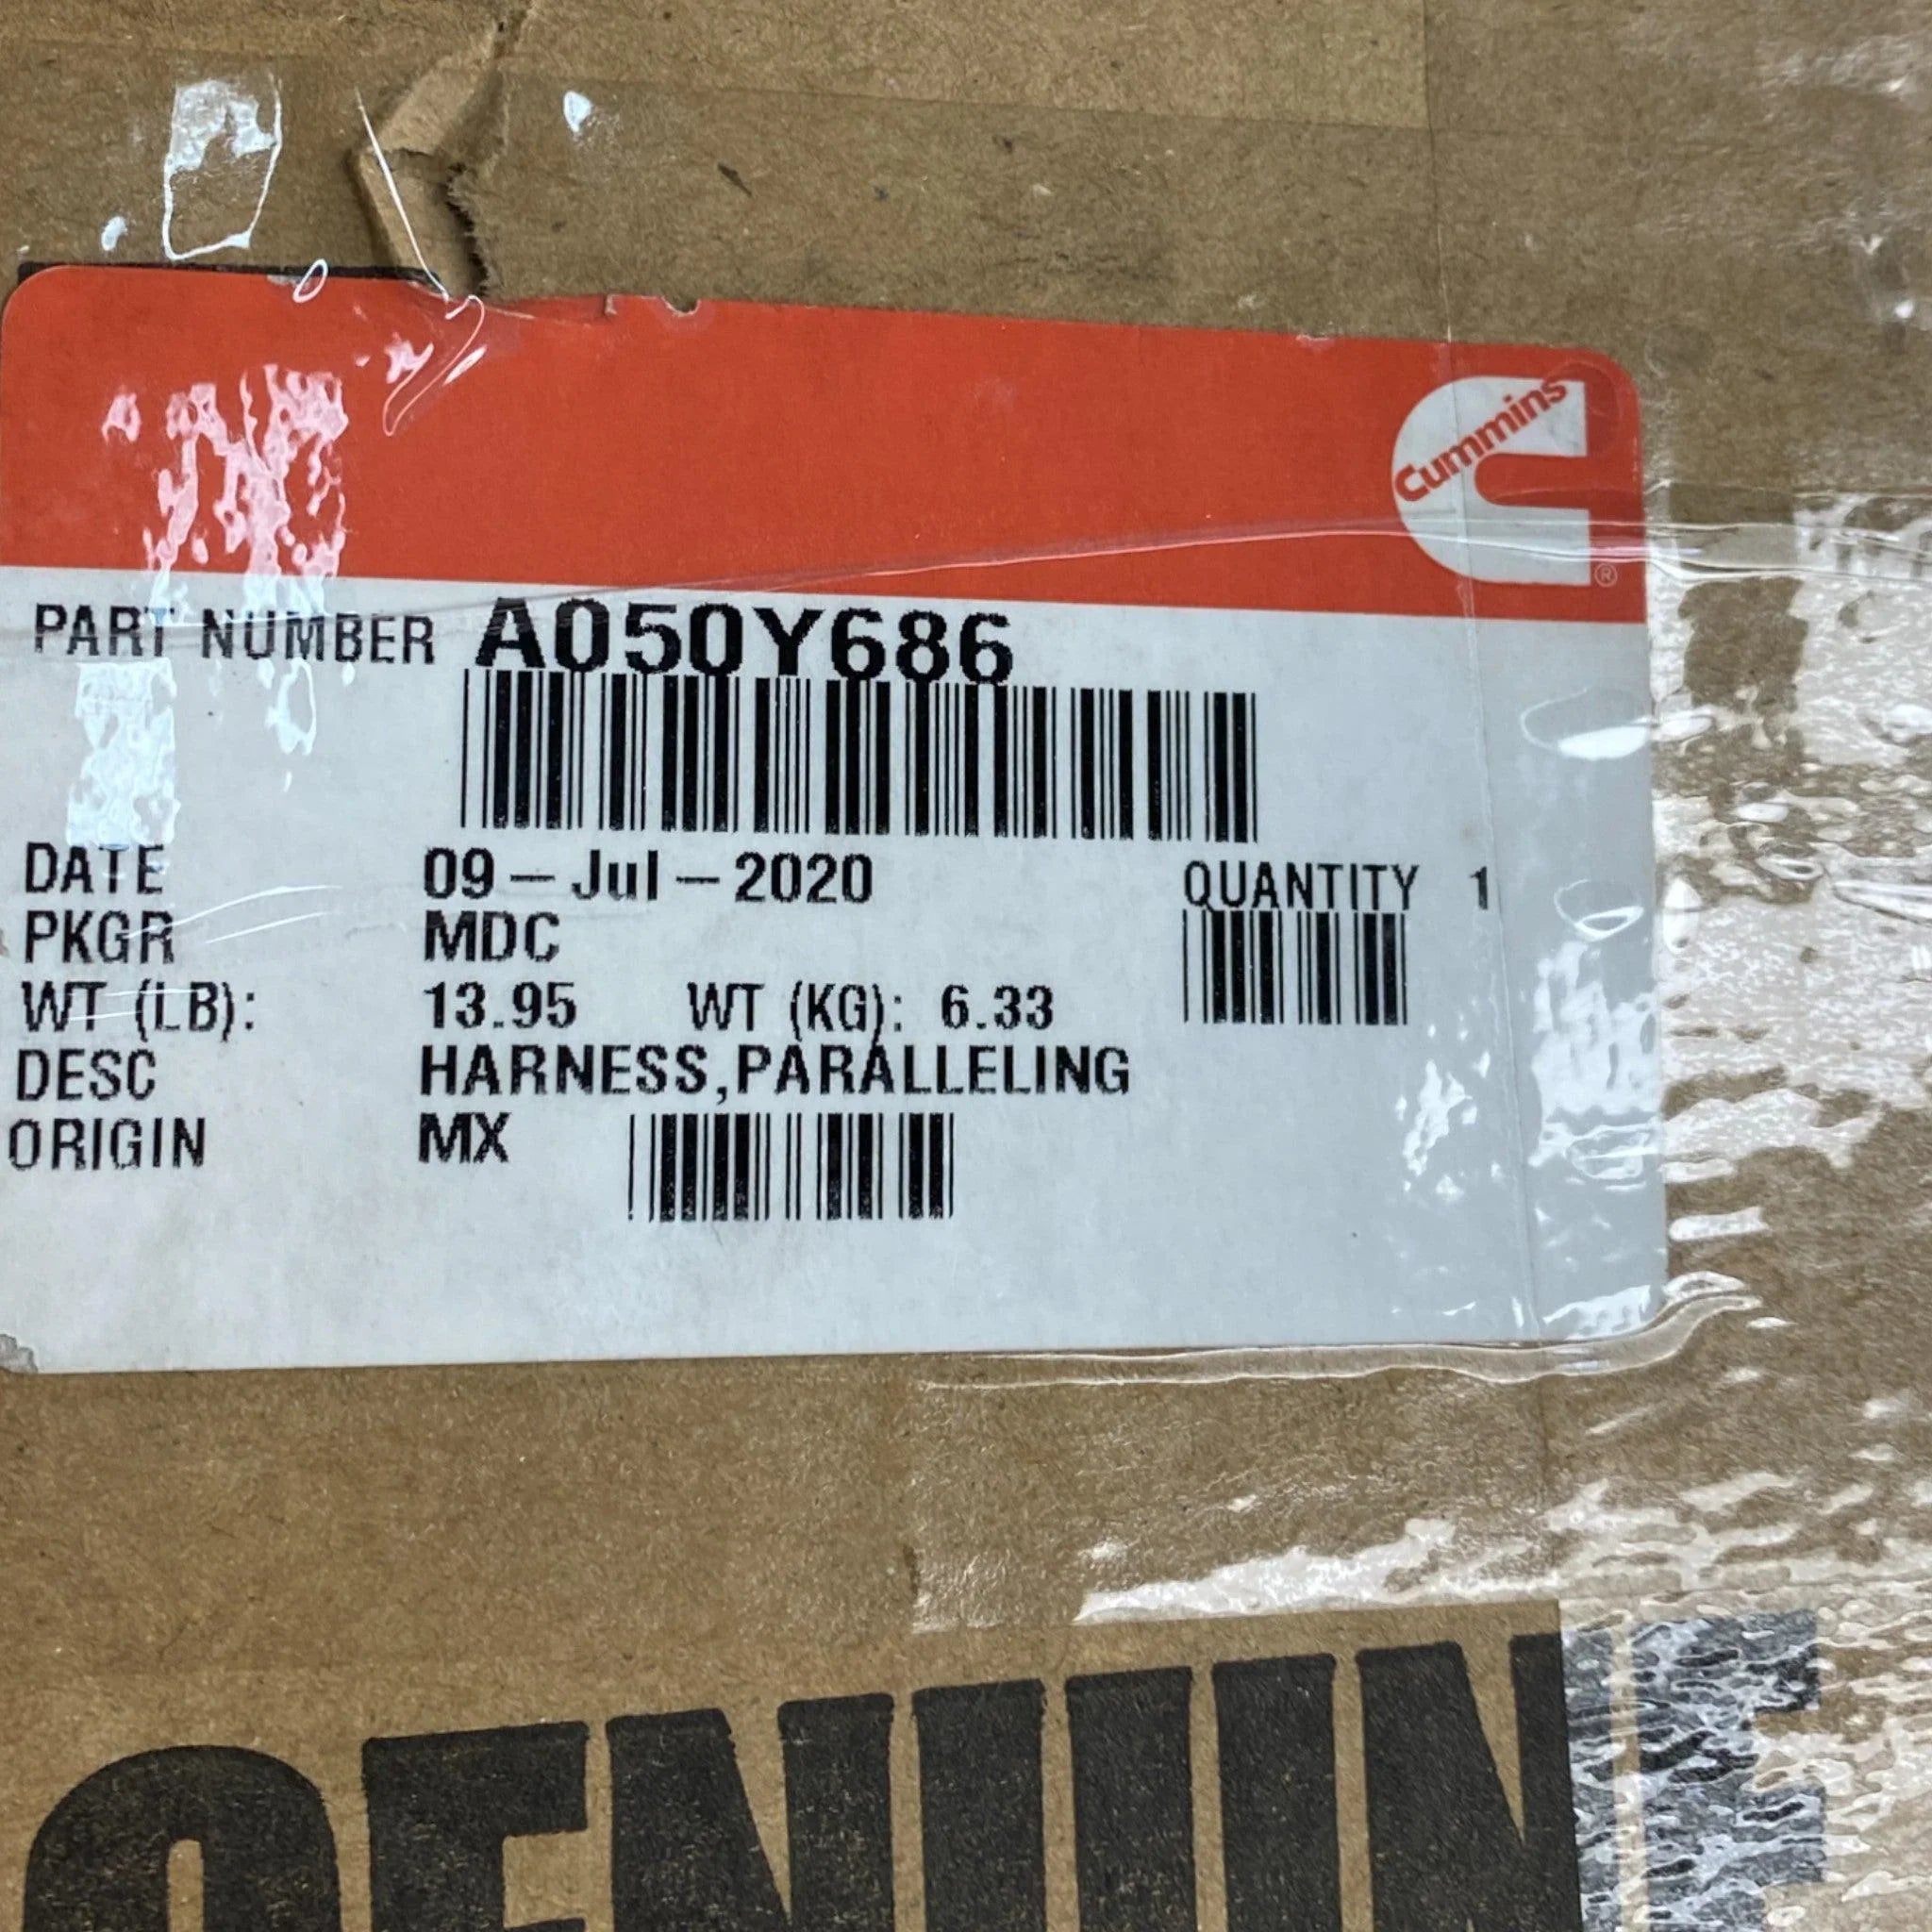 Cummins
®
PART NUMBER A050Y686
DATE 09-Jul-2020 QUANTITY 1
PKGR MDC
WT (LB): 13.95 WT (KG): 6.33
DESC HARNESS,PARALLELING
ORIGIN MX
GENUINE